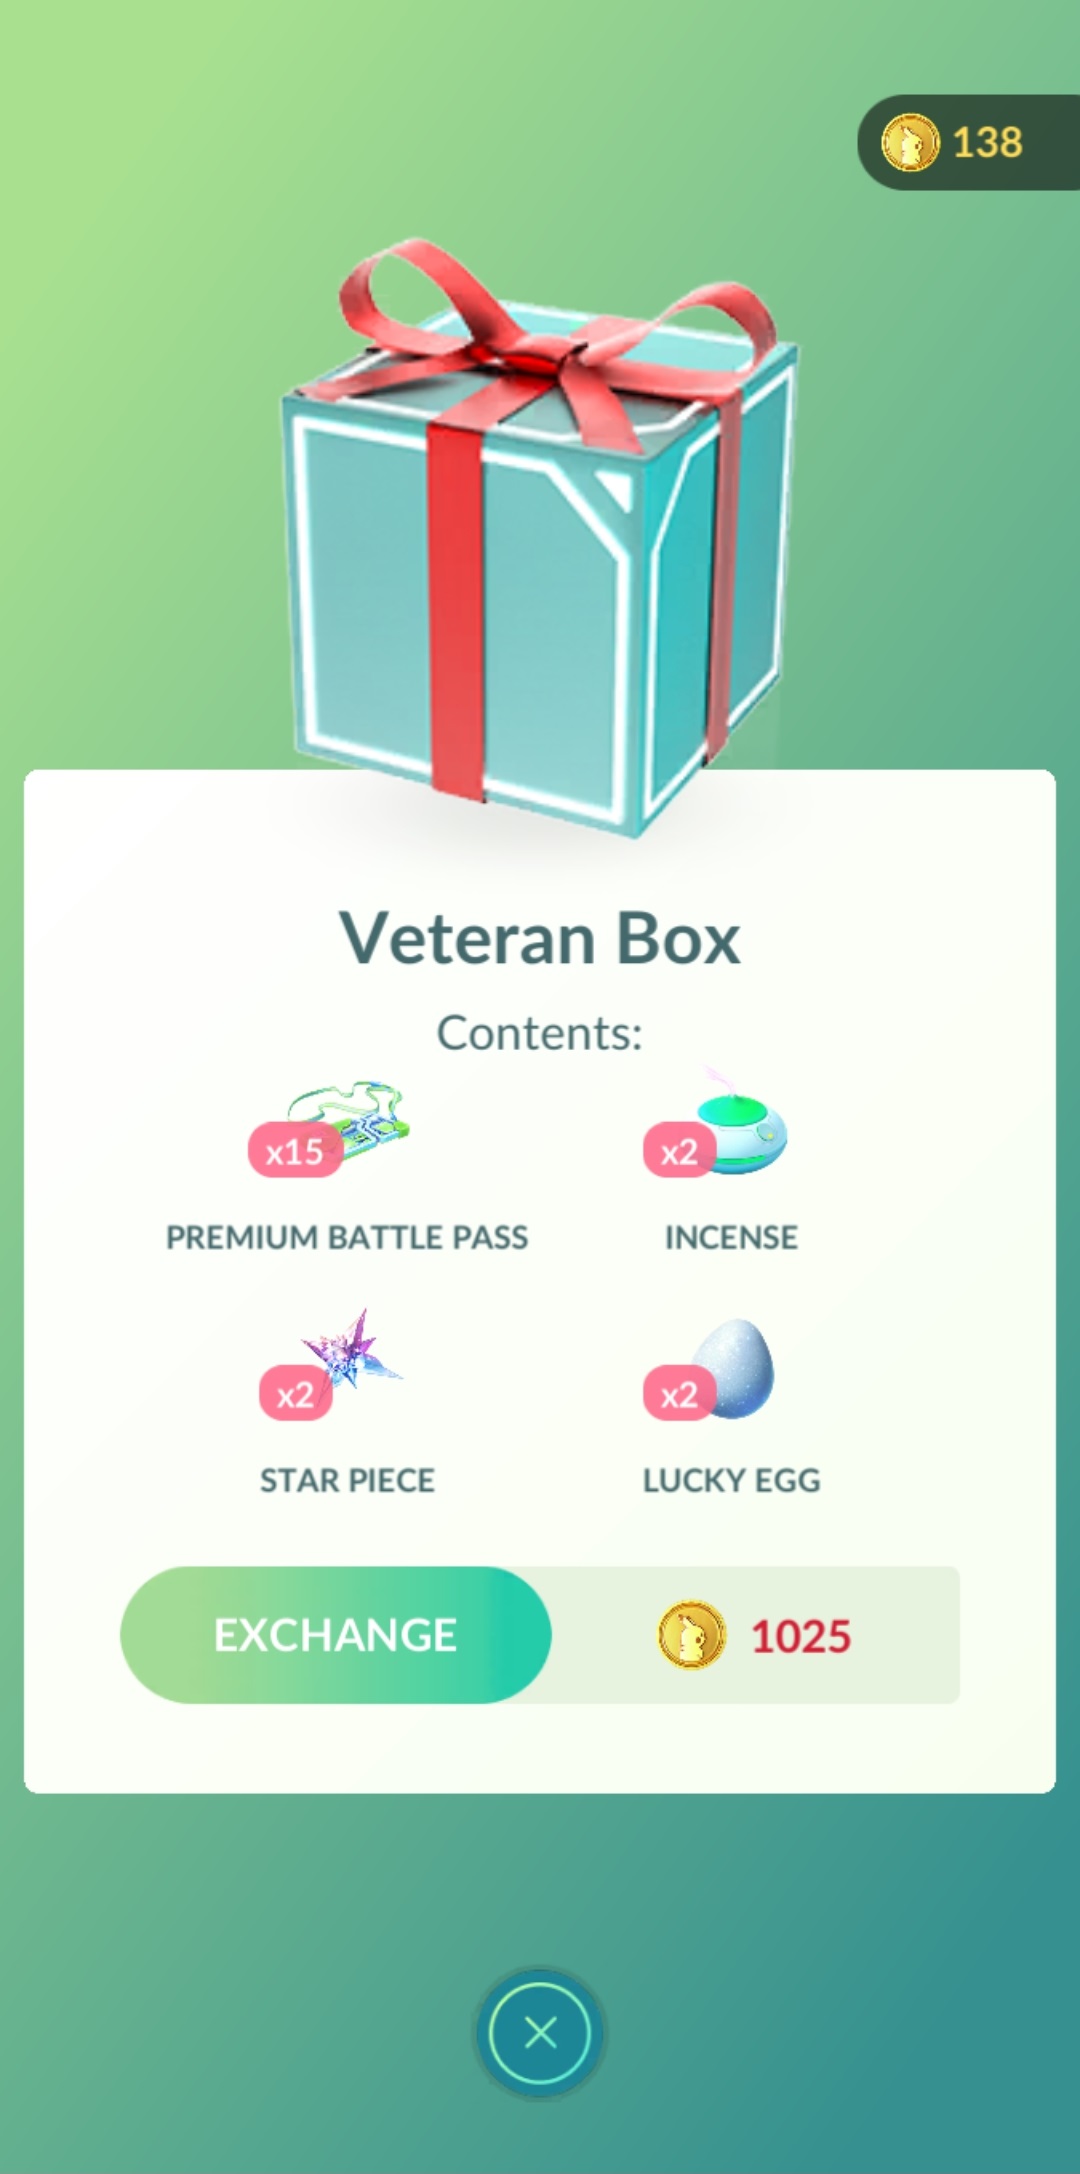 138
Veteran Box
Contents:
x15
x2
PREMIUM BATTLE PASS
INCENSE
x2
x2
STAR PIECE
LUCKY EGG
EXCHANGE
1025